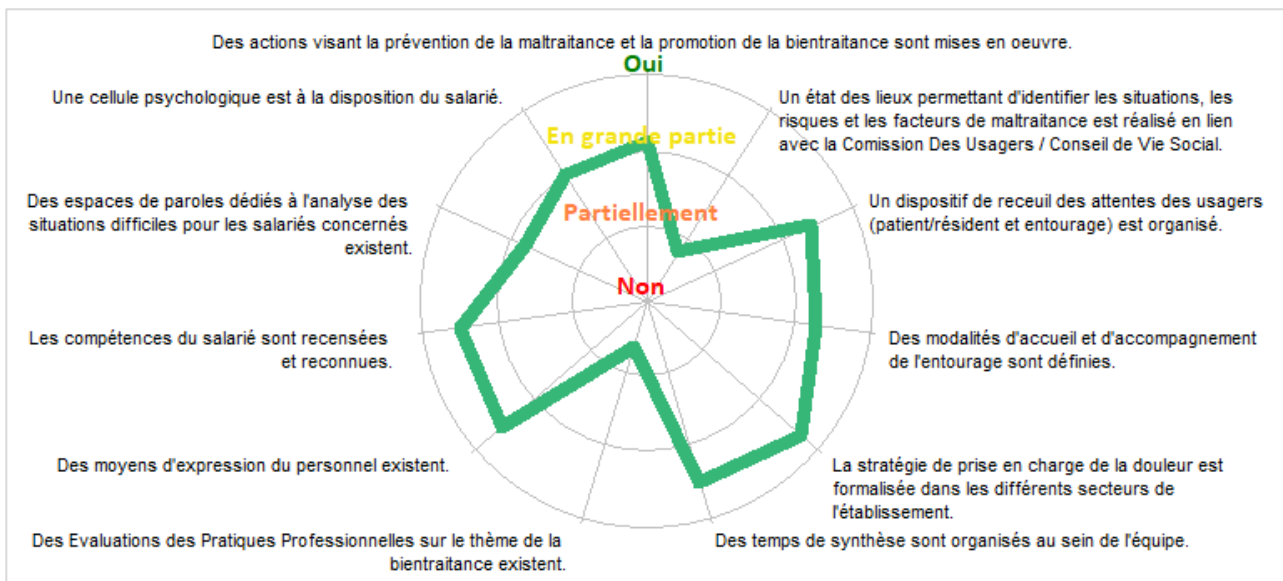 Des actions visant la prévention de la maltraitance et la promotion de la bientraitance sont mises en oeuvre.
Oui
Une cellule psychologique est à la disposition du salarié.
Un état des lieux permettant d'identifier les situations, les
risques et les facteurs de maltraitance est réalisé en lien
avec la Comission Des Usagers / Conseil de Vie Social.
En grande partie
Des espaces de paroles dédiés à l'analyse des
situations difficiles pour les salariés concernés
existent.
Partiellement
Un dispositif de receuil des attentes des usagers
(patient/résident et entourage) est organisé.
Non
Les compétences du salarié sont recensées
et reconnues.
Des modalités d'accueil et d'accompagnement
de l'entourage sont définies.
Des moyens d'expression du personnel existent.
La stratégie de prise en charge de la douleur est
formalisée dans les différents secteurs de
l'établissement.
Des Evaluations des Pratiques Professionnelles sur le thème de la
bientraitance existent.
Des temps de synthèse sont organisés au sein de l'équipe.